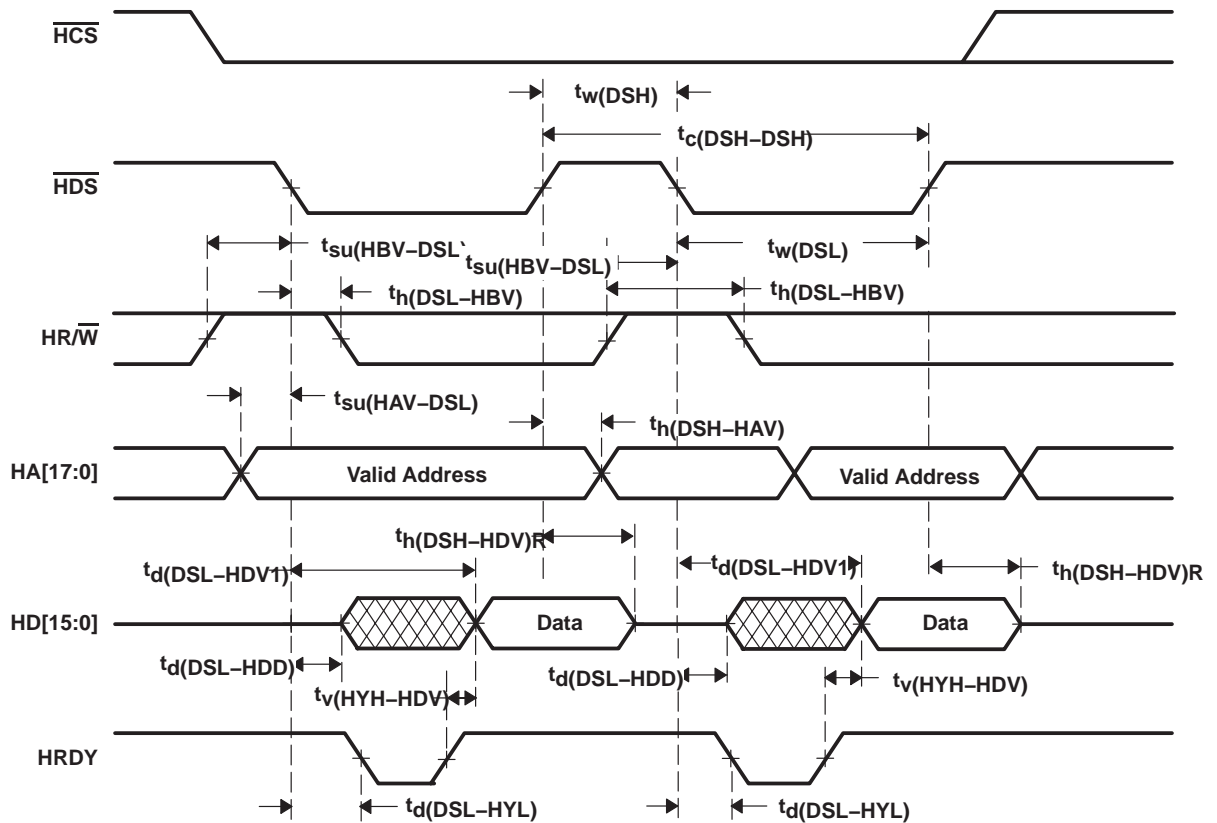 HCS
tw(DSH)
tc(DSH–DSH)
HDS
tsu(HBV–DSL)
tsu(HBV–DSL)
tw(DSL)
th(DSL–HBV)
th(DSL–HBV)
HR/W
tsu(HAV–DSL)
th(DSH–HAV)
HA[17:0]
Valid Address
Valid Address
th(DSH–HDV)R
td(DSL–HDV1)
td(DSL–HDV1)
th(DSH–HDV)R
HD[15:0]
Data
Data
td(DSL–HDD)
td(DSL–HDD)
tv(HYH–HDV)
tv(HYH–HDV)
HRDY
td(DSL–HYL)
td(DSL–HYL)